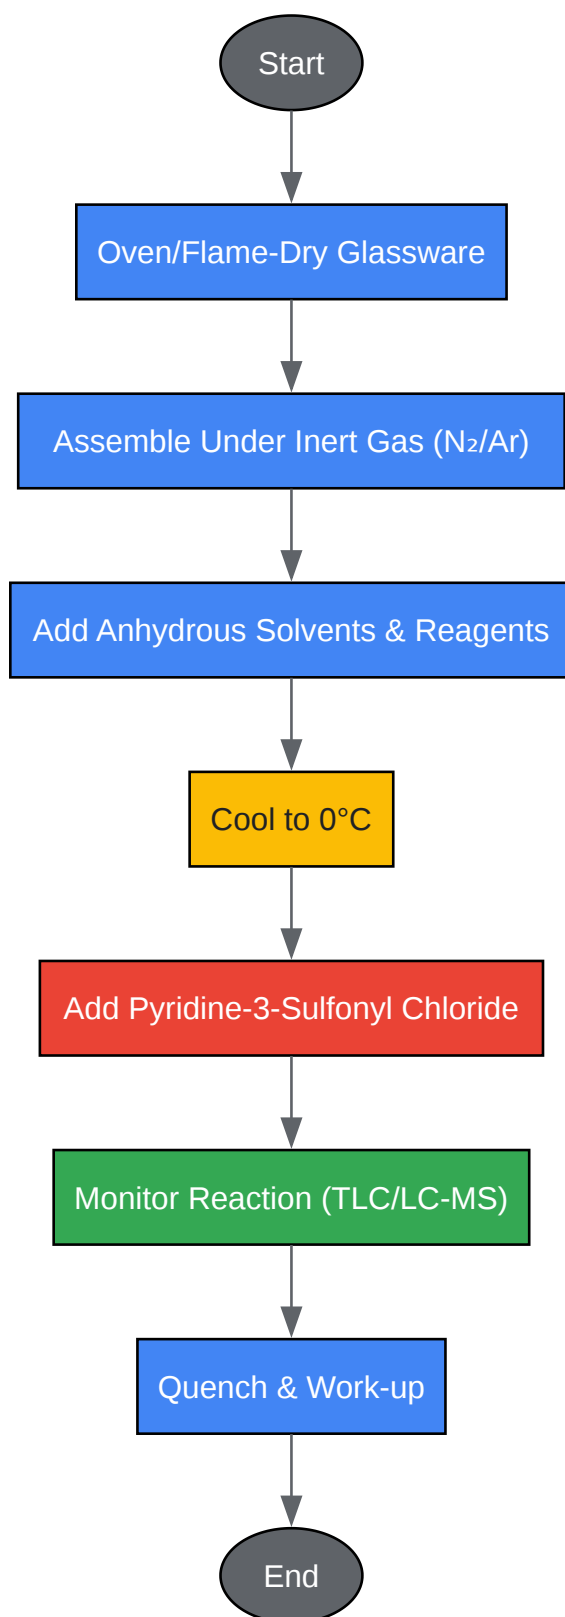 Start
Oven/Flame-Dry Glassware
Assemble Under Inert Gas (N₂/Ar)
Add Anhydrous Solvents & Reagents
Cool to 0°C
Add Pyridine-3-Sulfonyl Chloride
Monitor Reaction (TLC/LC-MS)
Quench & Work-up
End